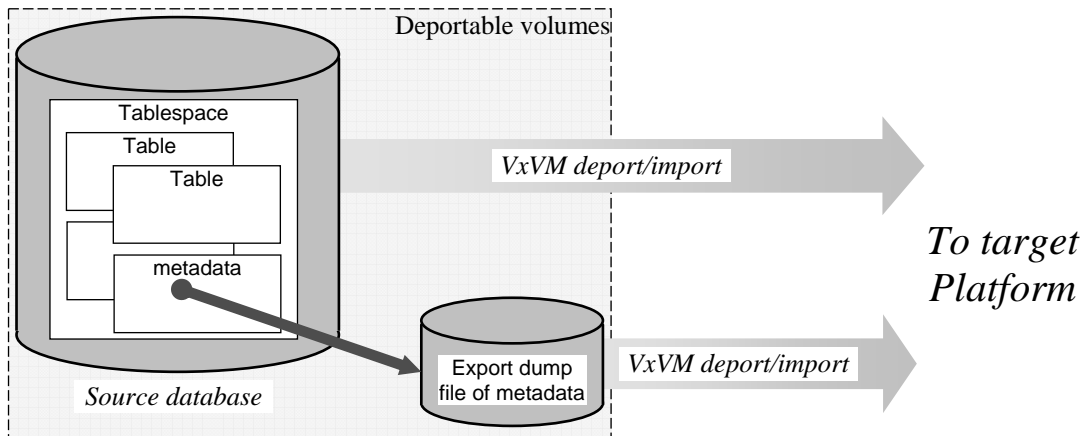 Deportable volumes
Tablespace
Table
Table
metadata
VxVM deport/import
To target
Platform
Export dump
file of metadata
VxVM deport/import
Source database